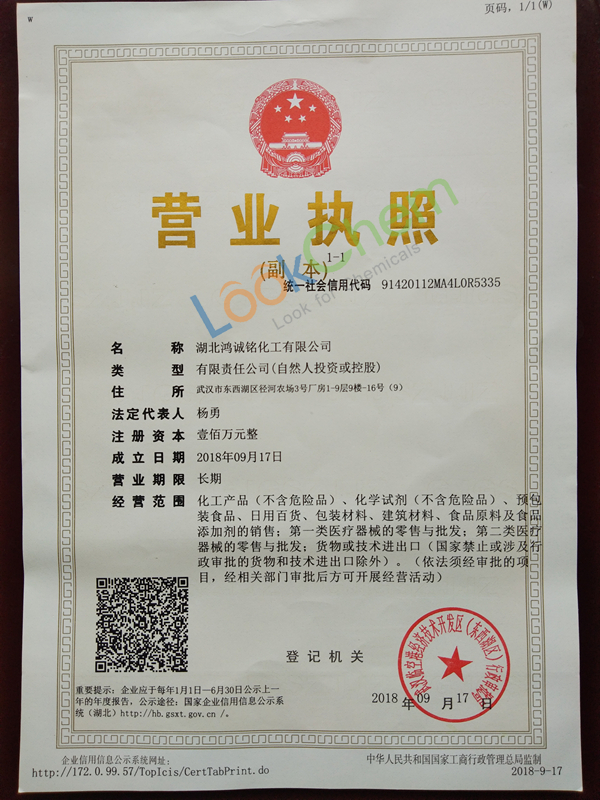 页码，1/1(W)
w
营业执照
(副 本)1-1
LookChem
Look for Chemicals
统一社会信用代码 91420112MA4L0R5335
名 称 湖北鸿诚铭化工有限公司
类 型 有限责任公司(自然人投资或控股)
住 所 武汉市东西湖区径河农场3号厂房1-9层9楼-16号（9）
法定代表人 杨勇
注册资本 壹佰万元整
成立日期 2018年09月17日
营业期限 长期
经营范围 化工产品（不含危险品）、化学试剂（不含危险品）、预包
装食品、日用百货、包装材料、建筑材料、食品原料及食品
添加剂的销售；第一类医疗器械的零售与批发；第二类医疗
器械的零售与批发；货物或技术进出口（国家禁止或涉及行
政审批的货物和技术进出口除外）。（依法须经审批的项
目，经相关部门审批后方可开展经营活动）
登记机关
2018 年 09 月 17 日
重要提示：企业应于每年1月1日—6月30日公示上一
年的年度报告，公示途径：国家企业信用信息公示系
统（湖北）http://hb.gsxt.gov.cn /。
企业信用信息公示系统网址：
http://172.0.99.57/TopIcis/CertTabPrint.do
中华人民共和国国家工商行政管理总局监制
2018-9-17